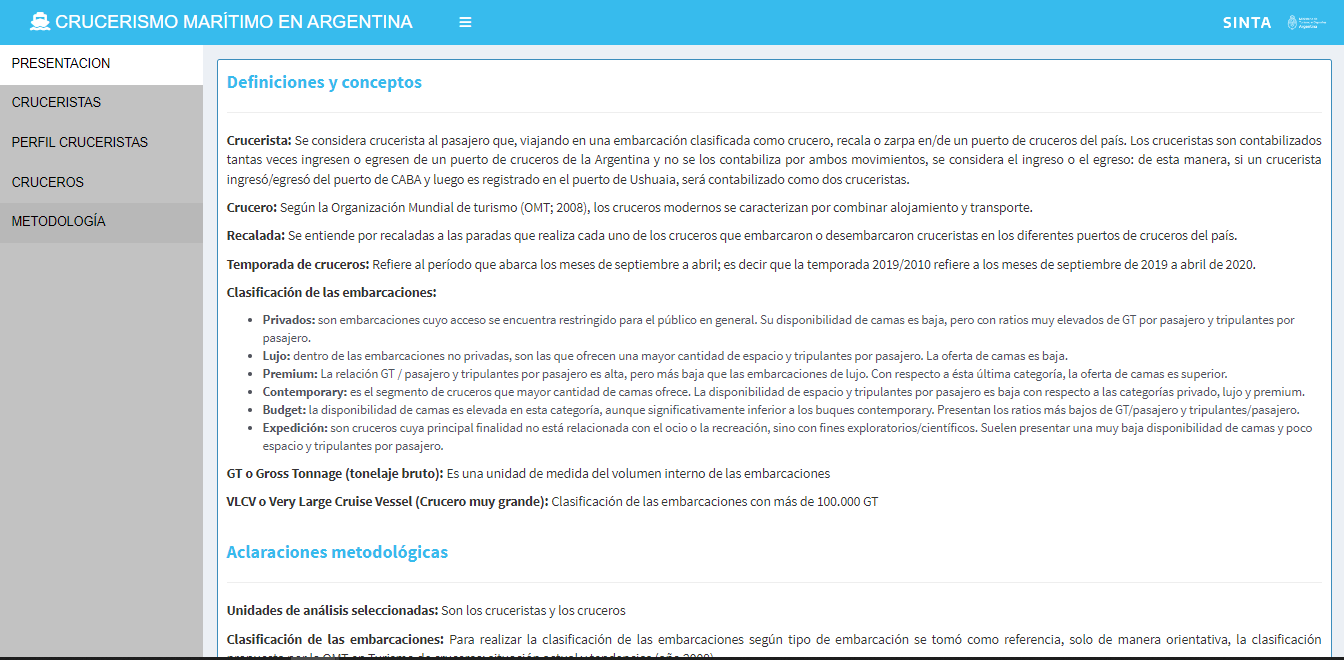 CRUCERISMO MARÍTIMO EN ARGENTINA
SINTA
PRESENTACION
CRUCERISTAS
PERFIL CRUCERISTAS
CRUCEROS
METODOLOGÍA
Definiciones y conceptos
Crucerista: Se considera crucerista al pasajero que, viajando en una embarcación clasificada como crucero, recala o zarpa en/de un puerto de cruceros del país. Los cruceristas son contabilizados
tantas veces ingresen o egresen de un puerto de cruceros de la Argentina y no se los contabiliza por ambos movimientos, se considera el ingreso o el egreso: de esta manera, si un crucerista
ingresó/egresó del puerto de CABA y luego es registrado en el puerto de Ushuaia, será contabilizado como dos cruceristas.
Crucero: Según la Organización Mundial de turismo (OMT; 2008), los cruceros modernos se caracterizan por combinar alojamiento y transporte.
Recalada: Se entiende por recaladas a las paradas que realiza cada uno de los cruceros que embarcaron o desembarcaron cruceristas en los diferentes puertos de cruceros del país.
Temporada de cruceros: Refiere al período que abarca los meses de septiembre a abril; es decir que la temporada 2019/2010 refiere a los meses de septiembre de 2019 a abril de 2020.
Clasificación de las embarcaciones:
• Privados: son embarcaciones cuyo acceso se encuentra restringido para el público en general. Su disponibilidad de camas es baja, pero con ratios muy elevados de GT por pasajero y tripulantes por
pasajero.
• Lujo: dentro de las embarcaciones no privadas, son las que ofrecen una mayor cantidad de espacio y tripulantes por pasajero. La oferta de camas es baja.
• Premium: La relación GT / pasajero y tripulantes por pasajero es alta, pero más baja que las embarcaciones de lujo. Con respecto a ésta última categoría, la oferta de camas es superior.
• Contemporary: es el segmento de cruceros que mayor cantidad de camas ofrece. La disponibilidad de espacio y tripulantes por pasajero es baja con respecto a las categorías privado, lujo y premium.
• Budget: la disponibilidad de camas es elevada en esta categoría, aunque significativamente inferior a los buques contemporary. Presentan los ratios más bajos de GT/pasajero y tripulantes/pasajero.
• Expedición: son cruceros cuya principal finalidad no está relacionada con el ocio o la recreación, sino con fines exploratorios/científicos. Suelen presentar una muy baja disponibilidad de camas y poco
espacio y tripulantes por pasajero.
GT o Gross Tonnage (tonelaje bruto): Es una unidad de medida del volumen interno de las embarcaciones
VLCV o Very Large Cruise Vessel (Crucero muy grande): Clasificación de las embarcaciones con más de 100.000 GT
Aclaraciones metodológicas
Unidades de análisis seleccionadas: Son los cruceristas y los cruceros
Clasificación de las embarcaciones: Para realizar la clasificación de las embarcaciones según tipo de embarcación se tomó como referencia, solo de manera orientativa, la clasificación